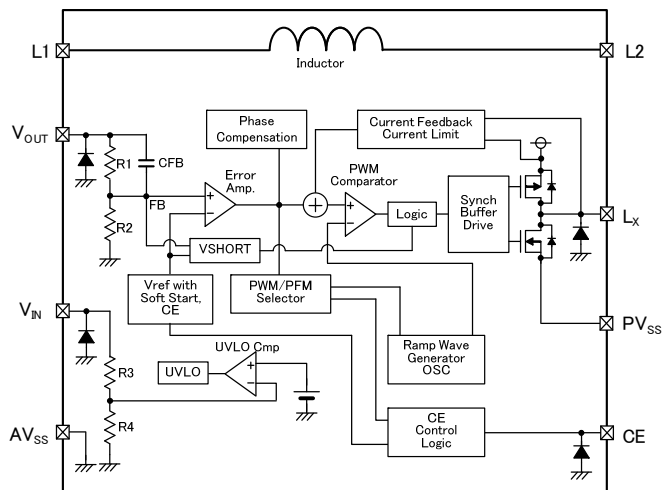 L1
L2
Inductor
VOUT
R1
CFB
FB
R2
Phase
Compensation
Error
Amp.
Current Feedback
Current Limit
PWM
Comparator
Logic
Synch
Buffer
Drive
LX
VSHORT
Vref with
Soft Start,
CE
PWM/PFM
Selector
Ramp Wave
Generator
OSC
PVSS
VIN
R3
R4
UVLO Cmp
UVLO
AVSS
CE
Control
Logic
CE
+
-
+
+
-
+
-